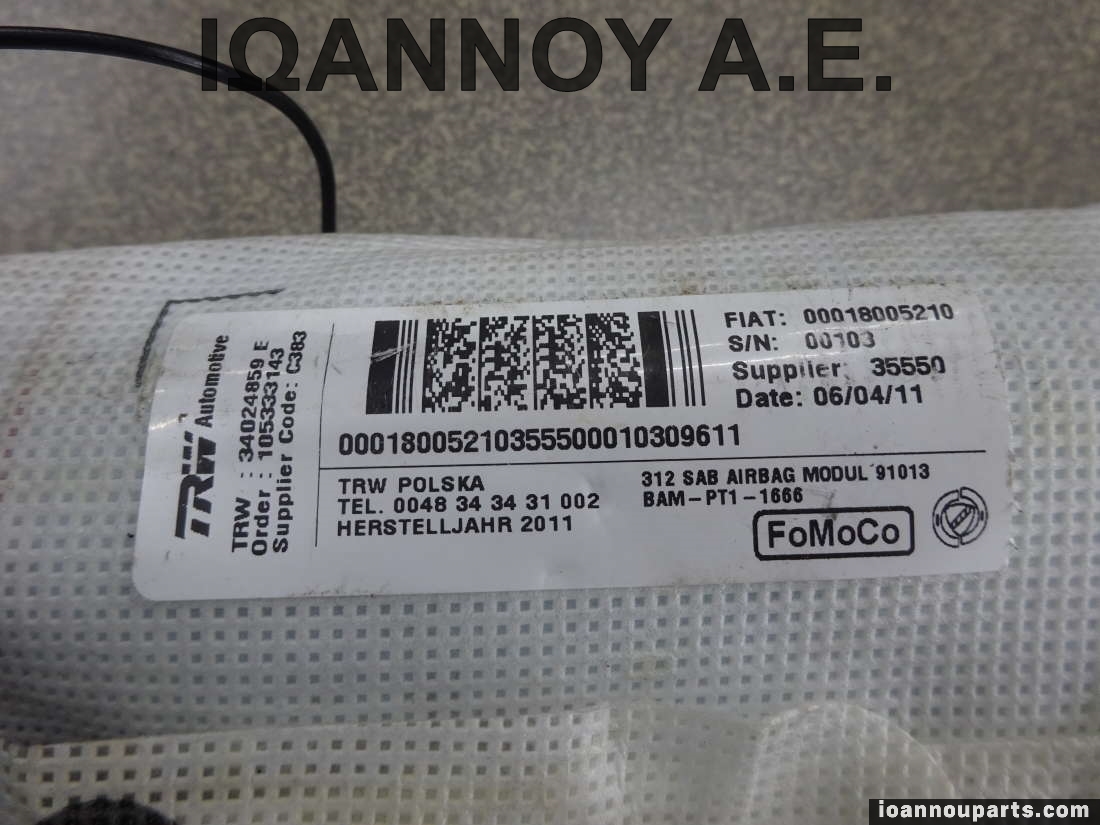 IQANNOY A.E.
TRW Automotive
TRW : 34024859 E
Order : 105333143
Supplier Code: C383
FIAT: 00018005210
S/N: 00103
Supplier: 35550
Date: 06/04/11
00018005210355500010309611
TRW POLSKA
TEL. 0048 34 34 31 002
HERSTELLJAHR 2011
312 SAB AIRBAG MODUL 91013
BAM-PT1-1666
FoMoCo
ioannouparts.com